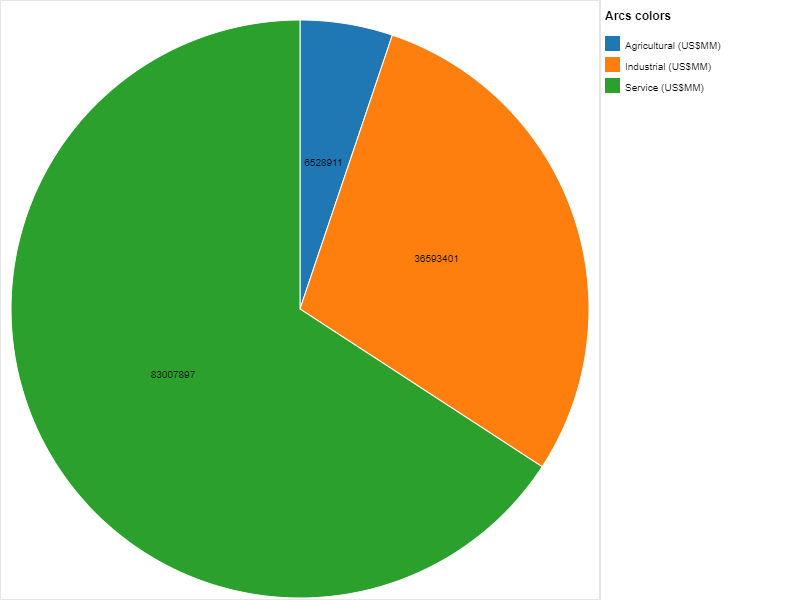 Arcs colors
Agricultural (US$MM)
Industrial (US$MM)
Service (US$MM)
6528911
36593401
83007897